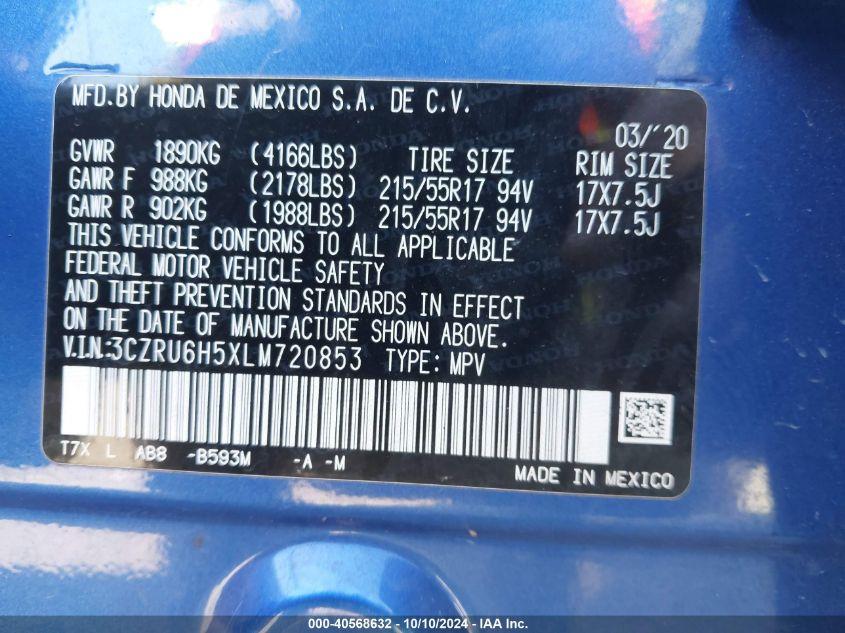 MFD.BY HONDA DE MEXICO S.A. DE C.V.
03/´20
GVWR 1890KG (4166LBS) TIRE SIZE RIM SIZE
GAWR F 988KG (2178LBS) 215/55R17 94V 17X7.5J
GAWR R 902KG (1988LBS) 215/55R17 94V 17X7.5J
THIS VEHICLE CONFORMS TO ALL APPLICABLE
FEDERAL MOTOR VEHICLE SAFETY
AND THEFT PREVENTION STANDARDS IN EFFECT
ON THE DATE OF MANUFACTURE SHOWN ABOVE.
V.I.N:3CZRU6H5XLM720853 TYPE: MPV
T7X L AB8 -B593M -A -M
MADE IN MEXICO
000-40568632 - 10/10/2024 - IAA Inc.